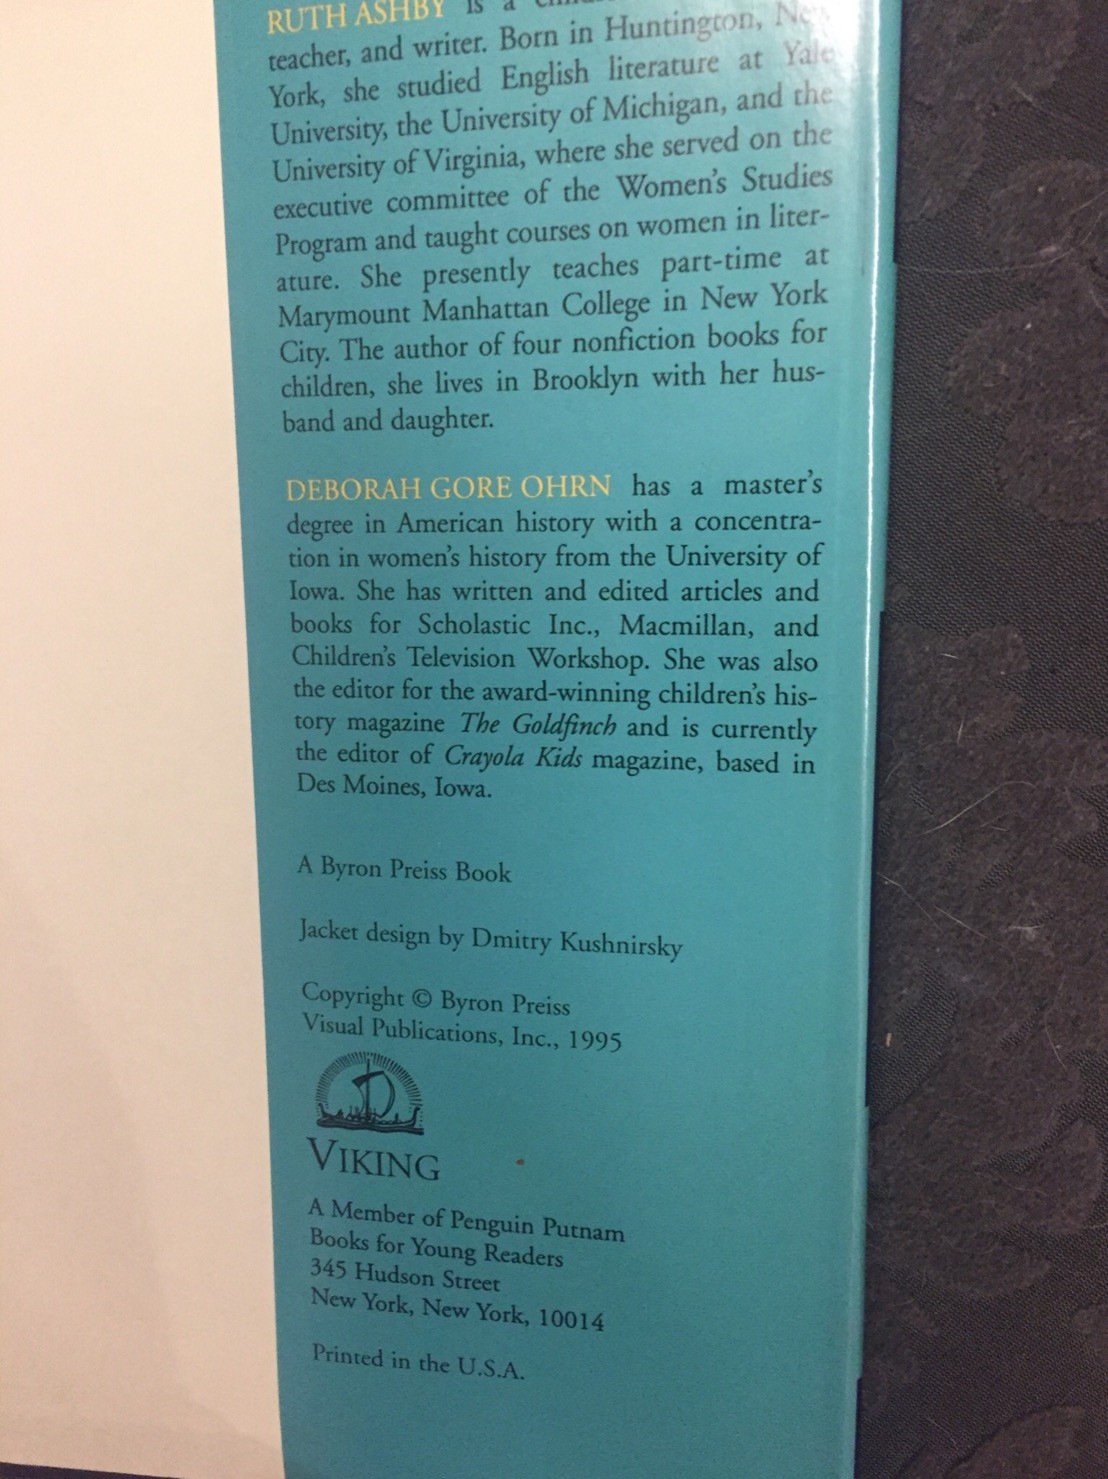 RUTH ASHBY is a
teacher, and writer. Born in Huntington, New
York, she studied English literature at Yale
University, the University of Michigan, and the
University of Virginia, where she served on the
executive committee of the Women's Studies
Program and taught courses on women in liter-
ature. She presently teaches part-time at
Marymount Manhattan College in New York
City. The author of four nonfiction books for
children, she lives in Brooklyn with her hus-
band and daughter.
DEBORAH GORE OHRN has a master's
degree in American history with a concentra-
tion in women's history from the University of
Iowa. She has written and edited articles and
books for Scholastic Inc., Macmillan, and
Children's Television Workshop. She was also
the editor for the award-winning children's his-
tory magazine The Goldfinch and is currently
the editor of Crayola Kids magazine, based in
Des Moines, Iowa.
A Byron Preiss Book
Jacket design by Dmitry Kushnirsky
Copyright © Byron Preiss
Visual Publications, Inc., 1995
VIKING
A Member of Penguin Putnam
Books for Young Readers
345 Hudson Street
New York, New York, 10014
Printed in the U.S.A.